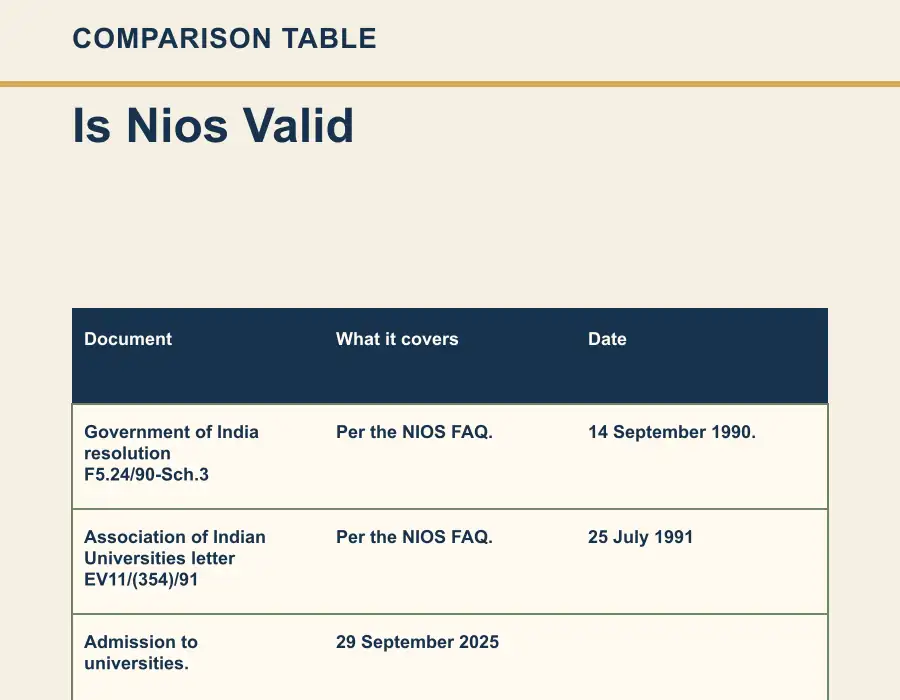 COMPARISON TABLE
Is Nios Valid
Document What it covers Date
Government of India Per the NIOS FAQ. 14 September 1990.
resolution
F5.24/90-Sch.3
Association of Indian Per the NIOS FAQ. 25 July 1991
Universities letter
EV11/(354)/91
Admission to 29 September 2025
universities.